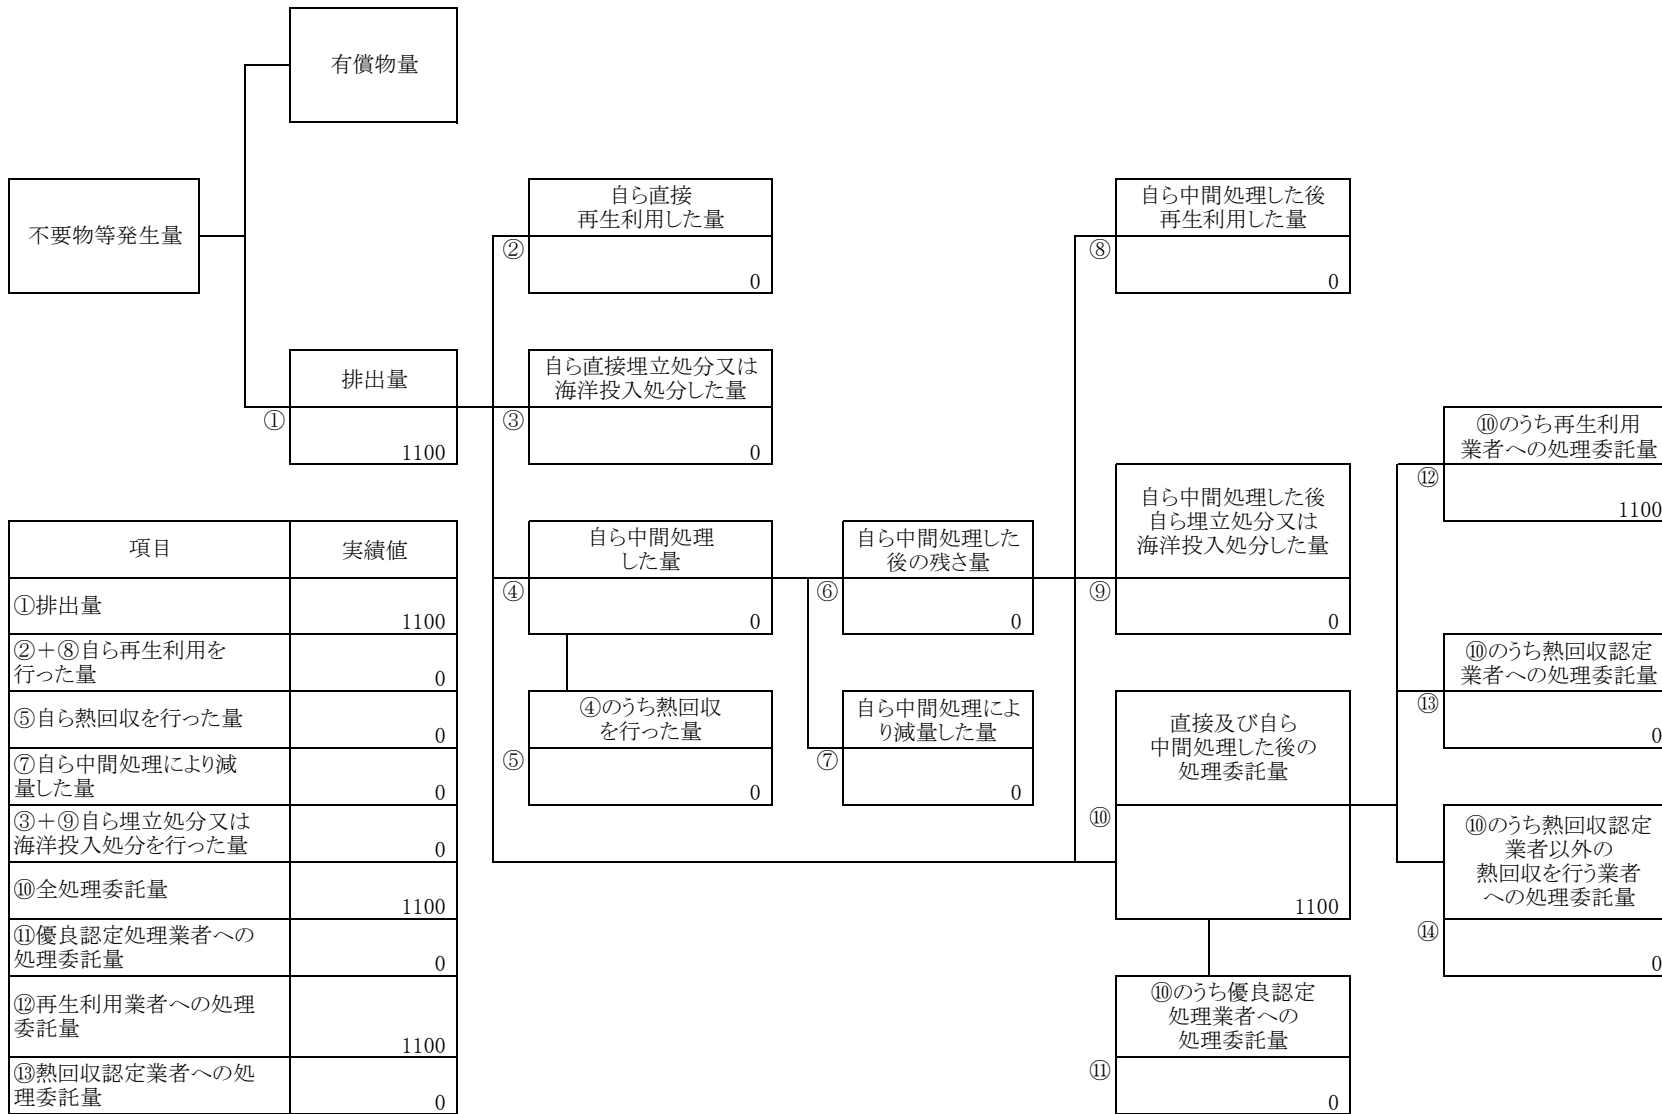 有償物量
不要物等発生量
自ら直接
再生利用した量
②
0
自ら中間処理した後
再生利用した量
⑧
0
排出量
①
1100
自ら直接埋立処分又は
海洋投入処分した量
③
0
⑩のうち再生利用
業者への処理委託量
⑫
1100
自ら中間処理
した量
④
0
自ら中間処理した
後の残さ量
⑥
0
自ら中間処理した後
自ら埋立処分又は
海洋投入処分した量
⑨
0
⑩のうち熱回収認定
業者への処理委託量
⑬
0
④のうち熱回収
を行った量
⑤
0
自ら中間処理によ
り減量した量
⑦
0
直接及び自ら
中間処理した後の
処理委託量
⑩
1100
⑩のうち熱回収認定
業者以外の
熱回収を行う業者
への処理委託量
⑭
0
⑩のうち優良認定
処理業者への
処理委託量
⑪
0
項目 実績値
①排出量 1100
②＋⑧自ら再生利用を
行った量 0
⑤自ら熱回収を行った量 0
⑦自ら中間処理により減
量した量 0
③＋⑨自ら埋立処分又は
海洋投入処分を行った量 0
⑩全処理委託量 1100
⑪優良認定処理業者への
処理委託量 0
⑫再生利用業者への処理
委託量 1100
⑬熱回収認定業者への処
理委託量 0